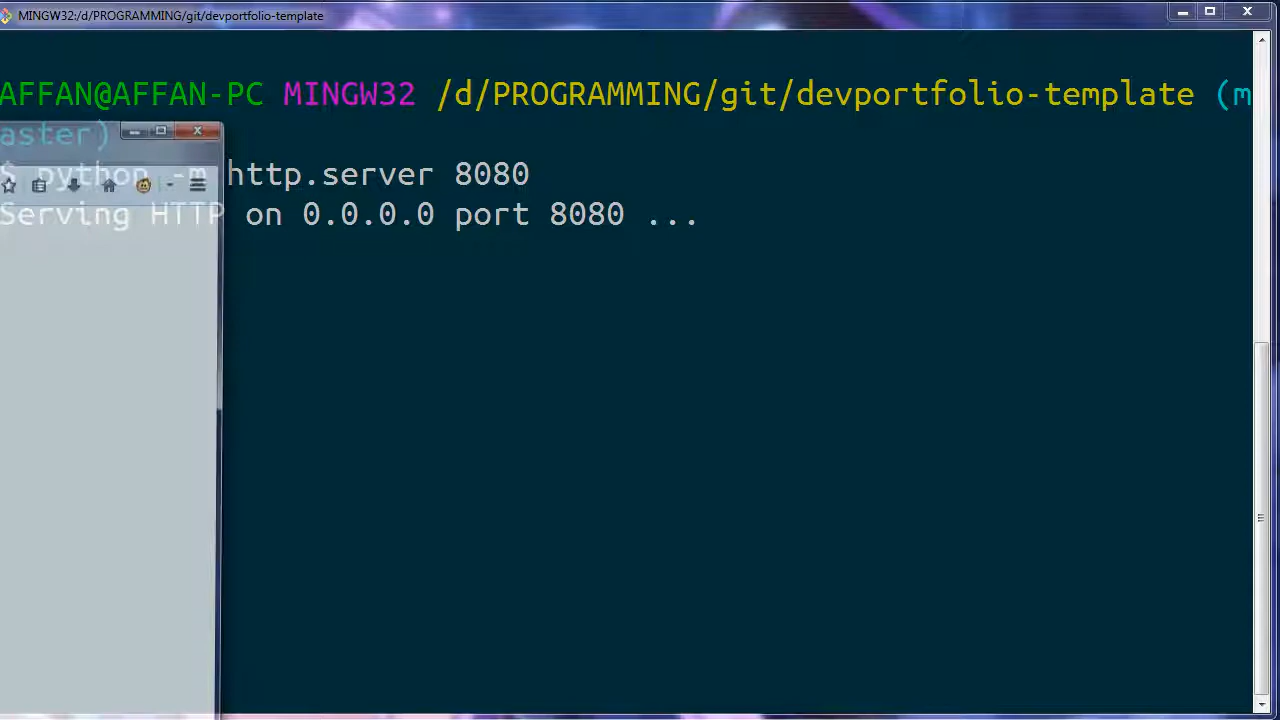 MINGW32:/d/PROGRAMMING/git/devportfolio-template
AFFAN@AFFAN-PC MINGW32 /d/PROGRAMMING/git/devportfolio-template (m
aster)
$ python -m http.server 8080
Serving HTTP on 0.0.0.0 port 8080 ...